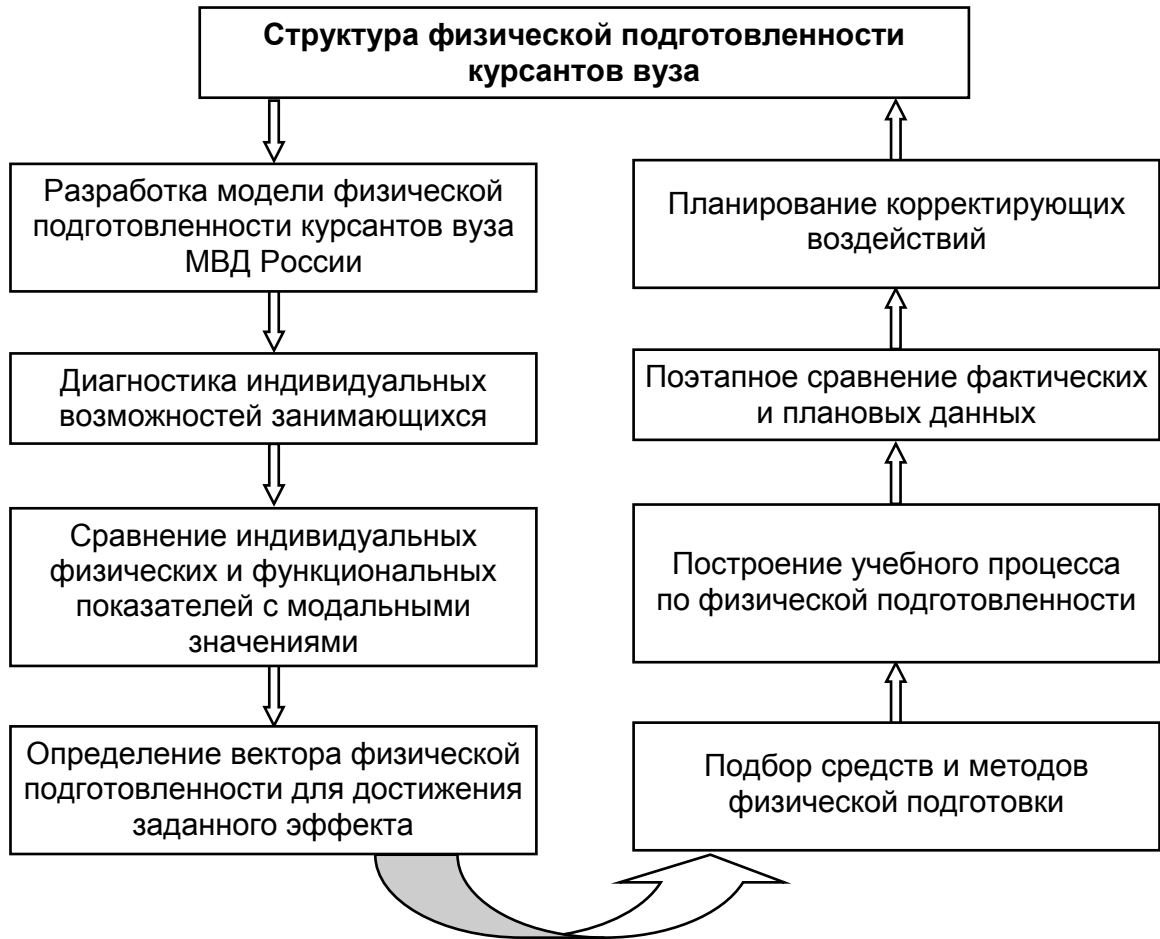 Структура физической подготовленности
курсантов вуза
Разработка модели физической
подготовленности курсантов вуза
МВД России
Диагностика индивидуальных
возможностей занимающихся
Сравнение индивидуальных
физических и функциональных
показателей с модальными
значениями
Определение вектора физической
подготовленности для достижения
заданного эффекта
Подбор средств и методов
физической подготовки
Построение учебного процесса
по физической подготовленности
Поэтапное сравнение фактических
и плановых данных
Планирование корректирующих
воздействий